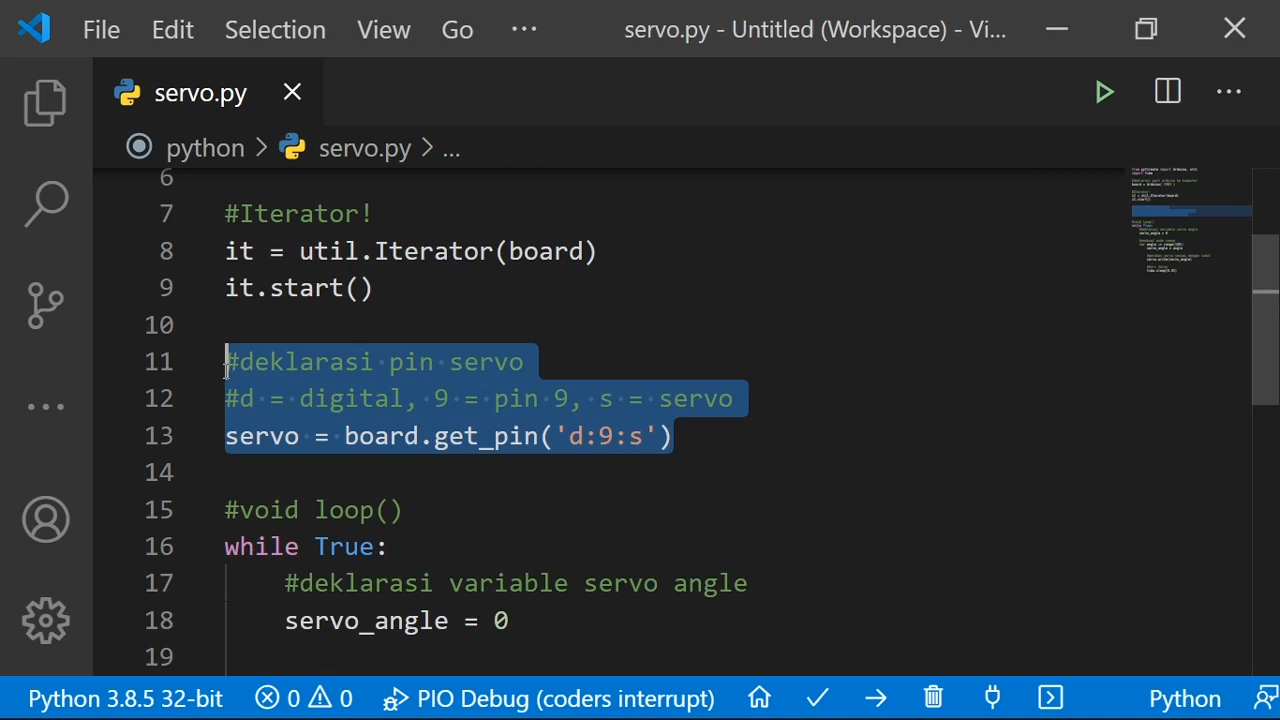 File Edit Selection View Go ··· servo.py - Untitled (Workspace) - Vi...
servo.py
python > servo.py > ...
6
7 #Iterator!
8 it = util.Iterator(board)
9 it.start()
10
11 #deklarasi pin servo
12 #d = digital, 9 = pin 9, s = servo
13 servo = board.get_pin('d:9:s')
14
15 #void loop()
16 while True:
17 #deklarasi variable servo angle
18 servo_angle = 0
19
Python 3.8.5 32-bit 0 0 PIO Debug (coders interrupt) Python